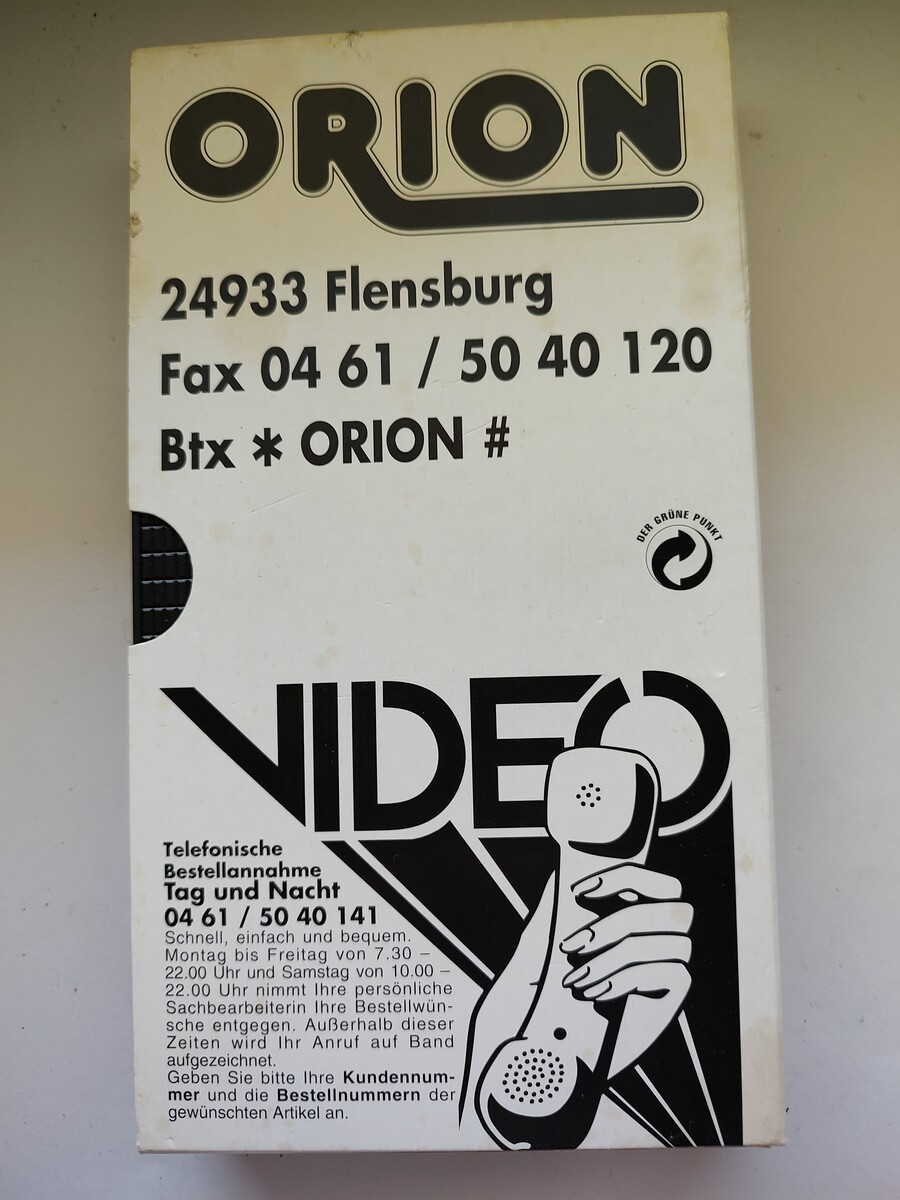 ORION
24933 Flensburg
Fax 04 61 / 50 40 120
Btx * ORION #
DER GRÜNE PUNKT
VIDEO
Telefonische
Bestellannahme
Tag und Nacht
04 61 / 50 40 141
Schnell, einfach und bequem.
Montag bis Freitag von 7.30 –
22.00 Uhr und Samstag von 10.00 –
22.00 Uhr nimmt Ihre persönliche
Sachbearbeiterin Ihre Bestellwün-
sche entgegen. Außerhalb dieser
Zeiten wird Ihr Anruf auf Band
aufgezeichnet.
Geben Sie bitte Ihre Kundennum-
mer und die Bestellnummern der
gewünschten Artikel an.